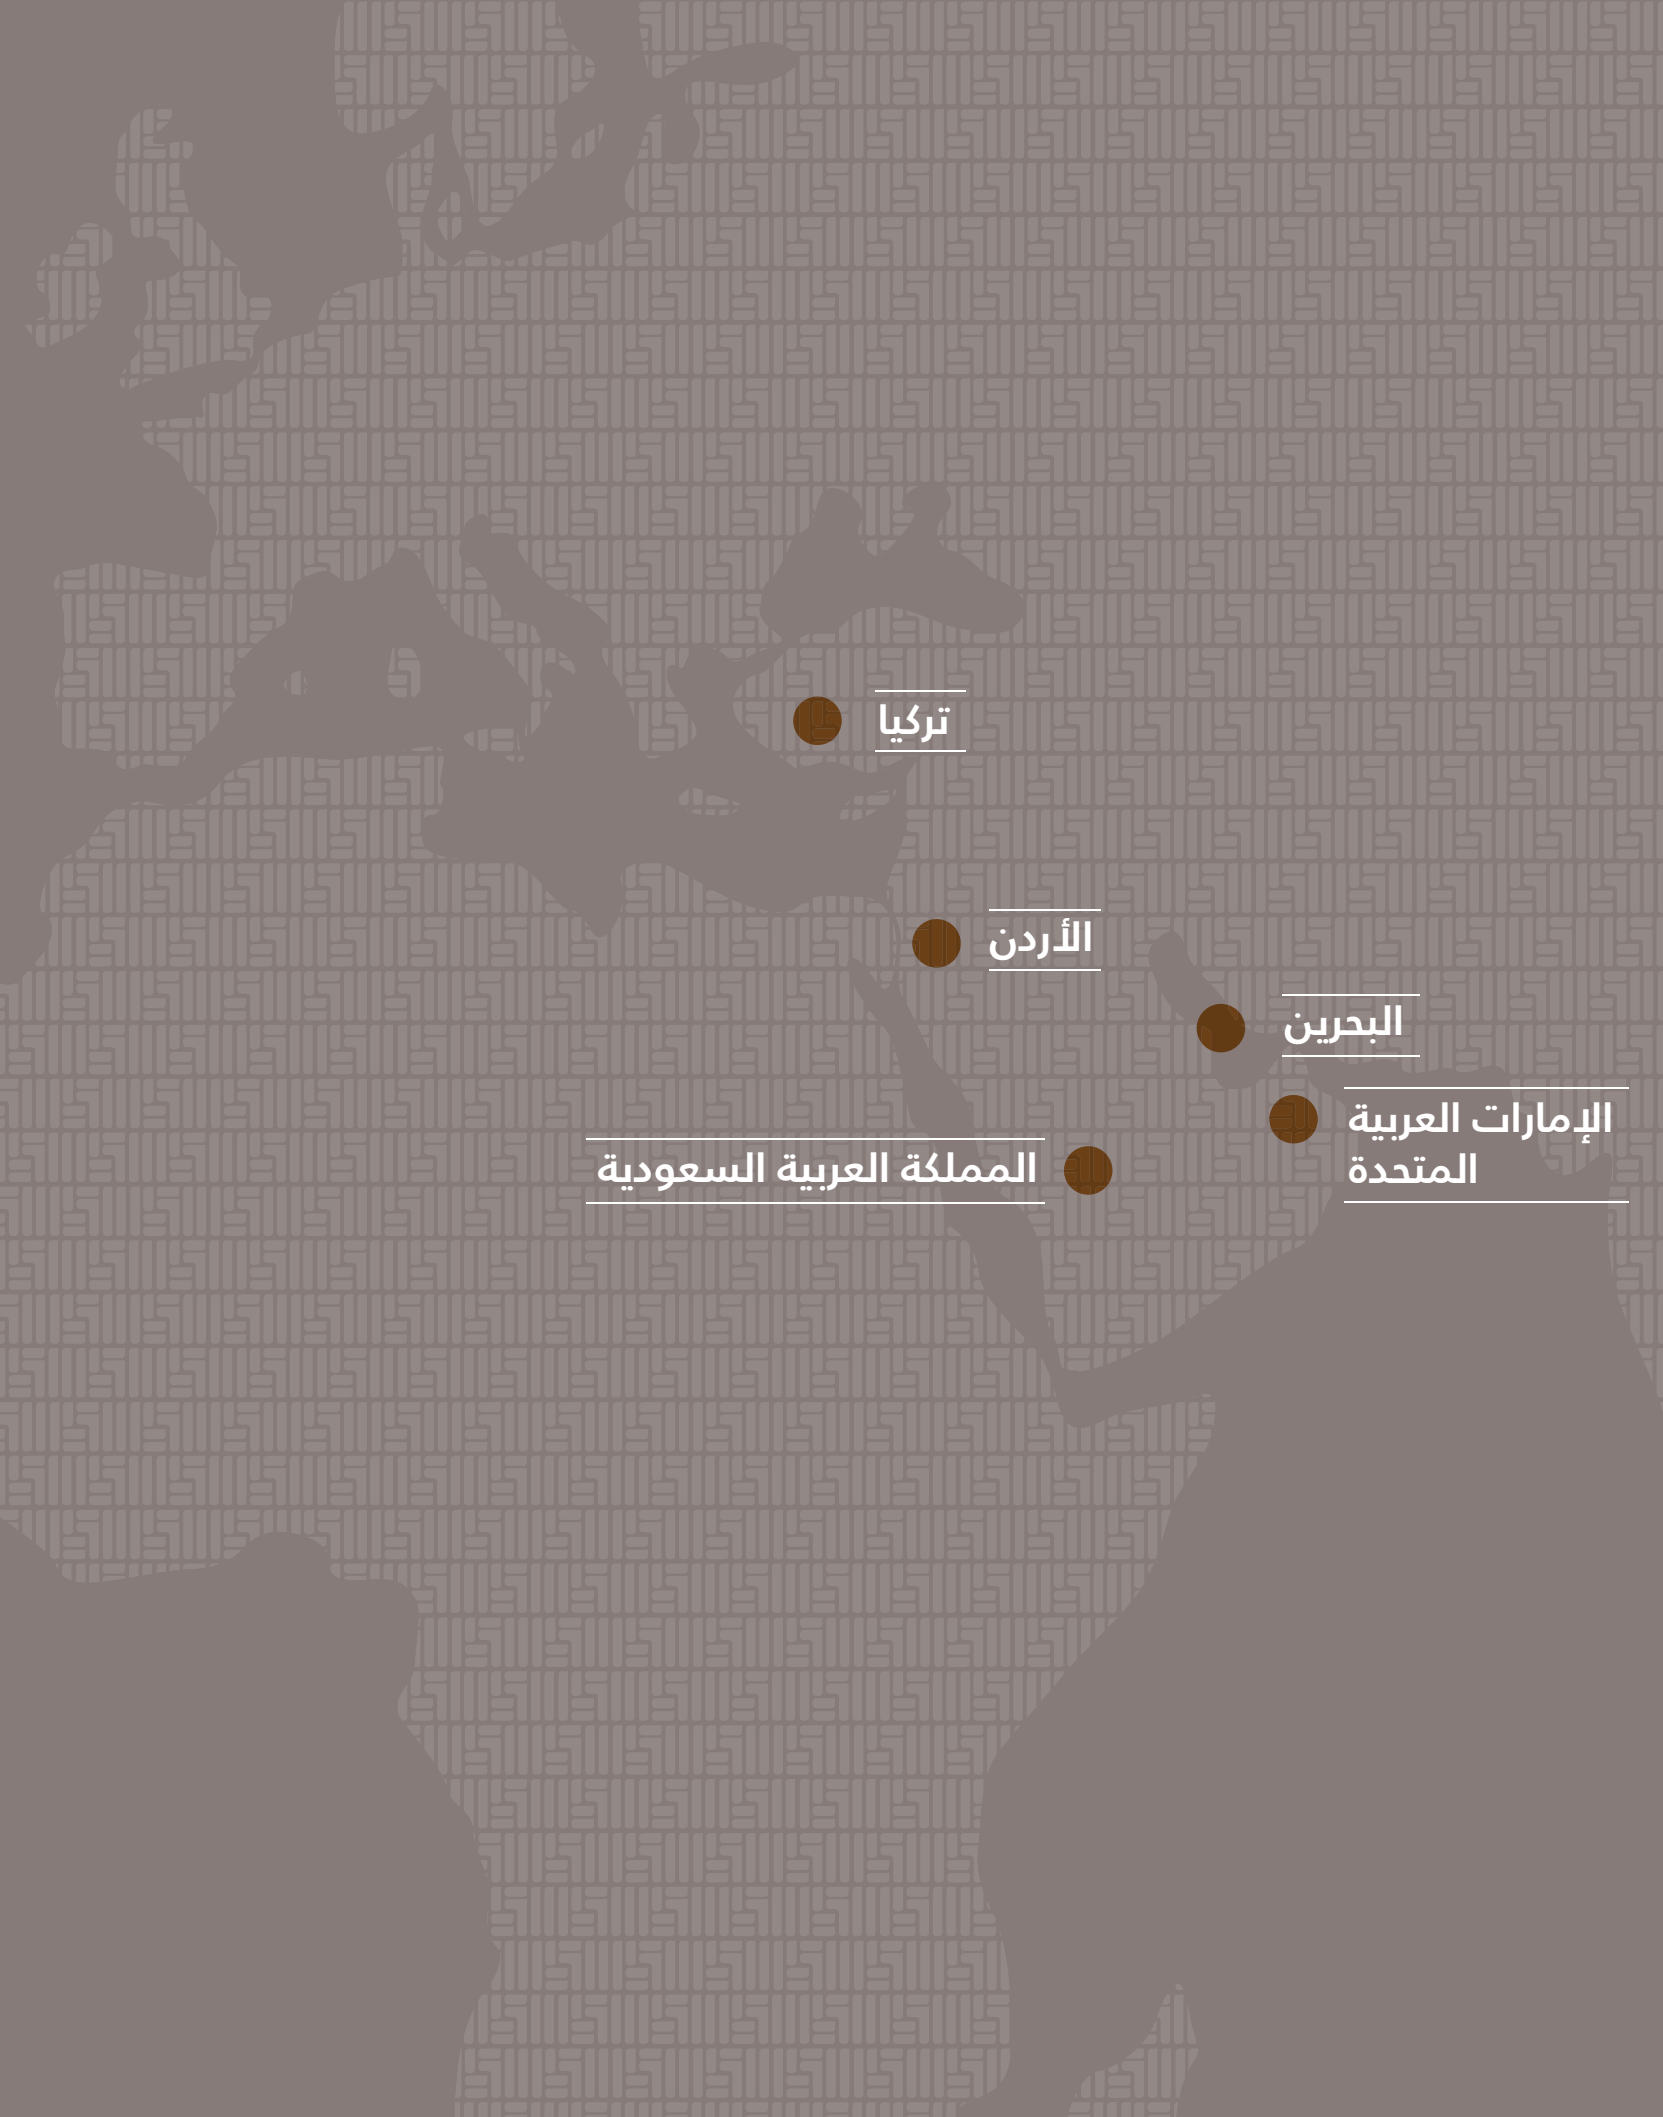 تركيا
الأردن
البحرين
الإمارات العربية
المتحدة
المملكة العربية السعودية